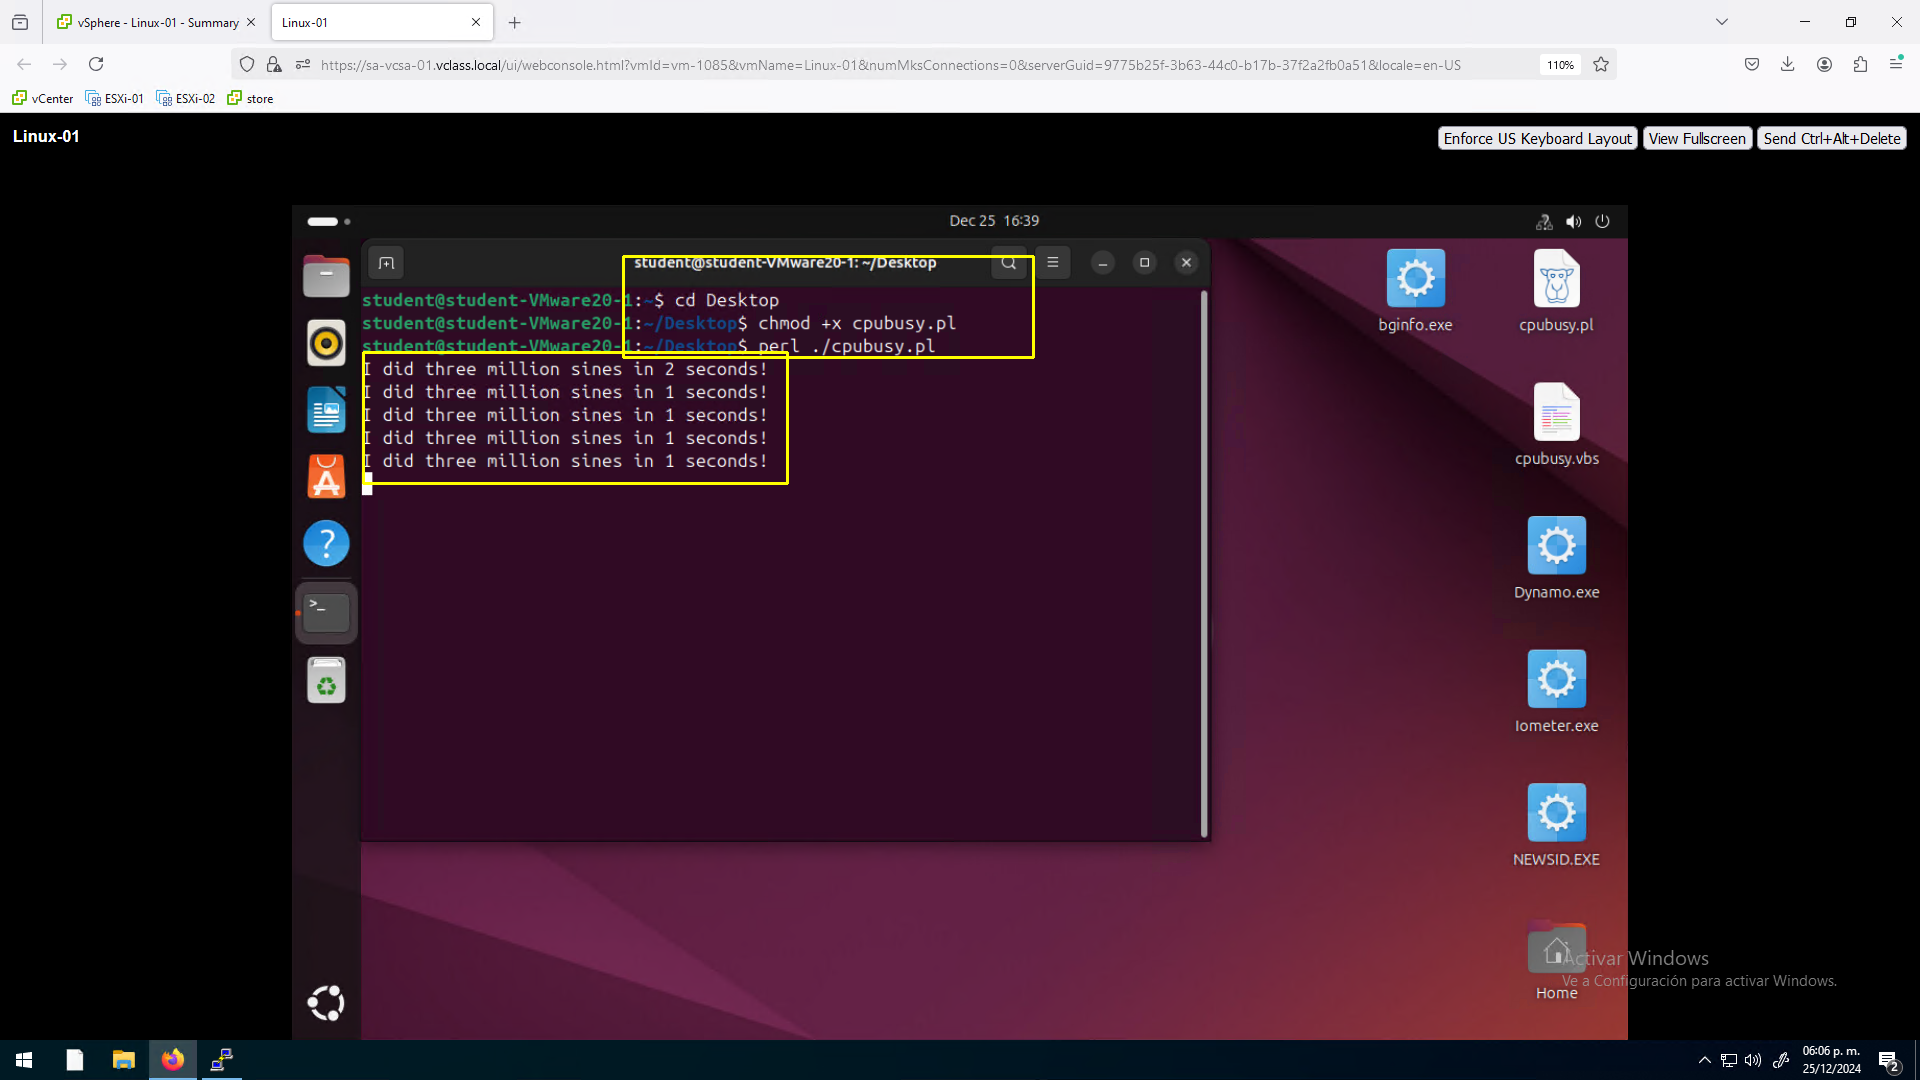 vSphere - Linux-01 - Summary
Linux-01
https://sa-vcsa-01.vclass.local/ui/webconsole.html?vmId=vm-1085&vmName=Linux-01&numMksConnections=0&serverGuid=9775b25f-3b63-44c0-b17b-37f2a2fb0a51&locale=en-US
110%
vCenter ESXi-01 ESXi-02 store
Linux-01
Enforce US Keyboard Layout View Fullscreen Send Ctrl+Alt+Delete
Dec 25 16:39
student@student-VMware20-1: ~/Desktop
student@student-VMware20-1:~$ cd Desktop
student@student-VMware20-1:~/Desktop$ chmod +x cpubusy.pl
student@student-VMware20-1:~/Desktop$ perl ./cpubusy.pl
I did three million sines in 2 seconds!
I did three million sines in 1 seconds!
I did three million sines in 1 seconds!
I did three million sines in 1 seconds!
I did three million sines in 1 seconds!
bginfo.exe
cpubusy.pl
cpubusy.vbs
Dynamo.exe
Iometer.exe
NEWSID.EXE
Home
Activar Windows
Ve a Configuración para activar Windows.
06:06 p. m.
25/12/2024
2